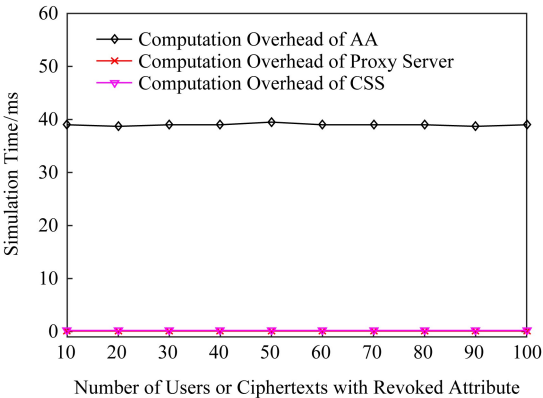 60
50
40
30
20
10
0
Simulation Time/ms
Computation Overhead of AA
Computation Overhead of Proxy Server
Computation Overhead of CSS
10 20 30 40 50 60 70 80 90 100
Number of Users or Ciphertexts with Revoked Attribute